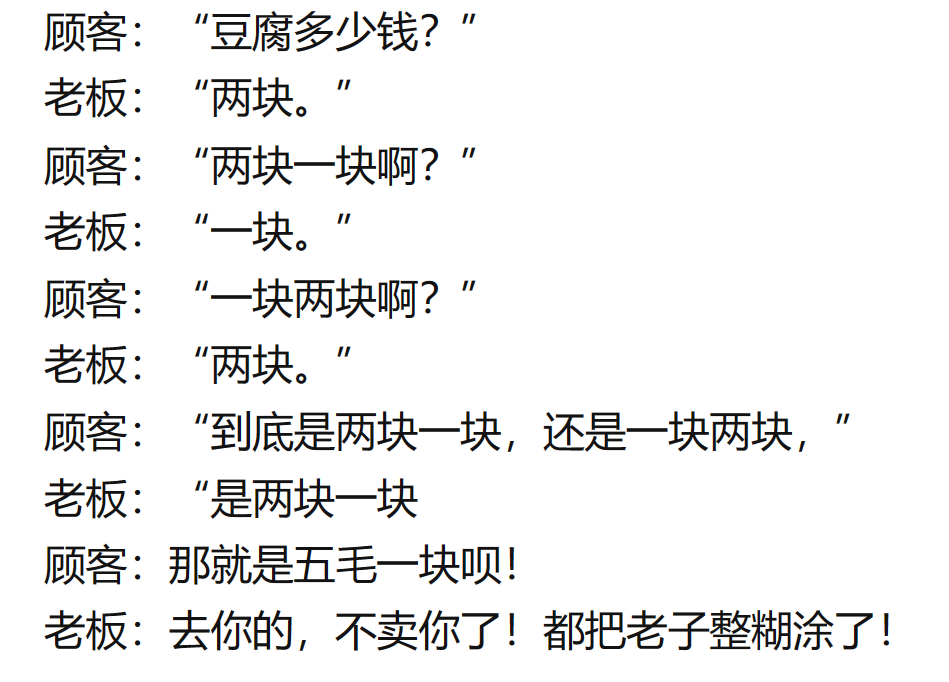 顾客：“豆腐多少钱？”
老板：“两块。”
顾客：“两块一块啊？”
老板：“一块。”
顾客：“一块两块啊？”
老板：“两块。”
顾客：“到底是两块一块，还是一块两块，”
老板：“是两块一块
顾客：那就是五毛一块呗！
老板：去你的，不卖你了！都把老子整糊涂了！